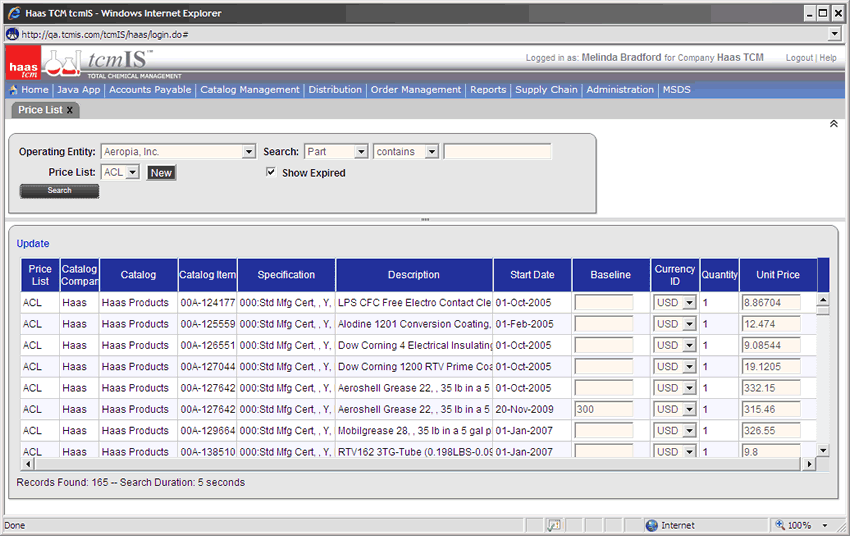 Haas TCM tcmIS - Windows Internet Explorer
http://qa.tcmis.com/tcmIS/haas/login.do#
haas tcm
tcmIS™
TOTAL CHEMICAL MANAGEMENT
Logged in as: Melinda Bradford for Company Haas TCM Logout | Help
Home | Java App | Accounts Payable | Catalog Management | Distribution | Order Management | Reports | Supply Chain | Administration | MSDS
Price List X
Operating Entity: Aeropia, Inc. Search: Part contains
Price List: ACL New Show Expired
Search
Update
Price List Catalog Compan Catalog Catalog Item Specification Description Start Date Baseline Currency ID Quantity Unit Price
ACL Haas Haas Products 00A-124177 000:Std Mfg Cert, , Y, LPS CFC Free Electro Contact Cle 01-Oct-2005 USD 1 8.86704
ACL Haas Haas Products 00A-125559 000:Std Mfg Cert, , Y, Alodine 1201 Conversion Coating, 01-Feb-2005 USD 1 12.474
ACL Haas Haas Products 00A-126551 000:Std Mfg Cert, , Y, Dow Corning 4 Electrical Insulating 01-Oct-2005 USD 1 9.08544
ACL Haas Haas Products 00A-127044 000:Std Mfg Cert, , Y, Dow Corning 1200 RTV Prime Coa 01-Oct-2005 USD 1 19.1205
ACL Haas Haas Products 00A-127642 000:Std Mfg Cert, , Y, Aeroshell Grease 22, , 35 lb in a 5 01-Oct-2005 USD 1 332.15
ACL Haas Haas Products 00A-127642 000:Std Mfg Cert, , Y, Aeroshell Grease 22, , 35 lb in a 5 20-Nov-2009 300 USD 1 315.46
ACL Haas Haas Products 00A-129664 000:Std Mfg Cert, , Y, Mobilgrease 28, , 35 lb in a 5 gal p 01-Jan-2007 USD 1 326.55
ACL Haas Haas Products 00A-138510 000:Std Mfg Cert, , Y, RTV162 3TG-Tube (0.198LBS-0.09 01-Jan-2007 USD 1 9.8
Records Found: 165 -- Search Duration: 5 seconds
Done Internet 100%